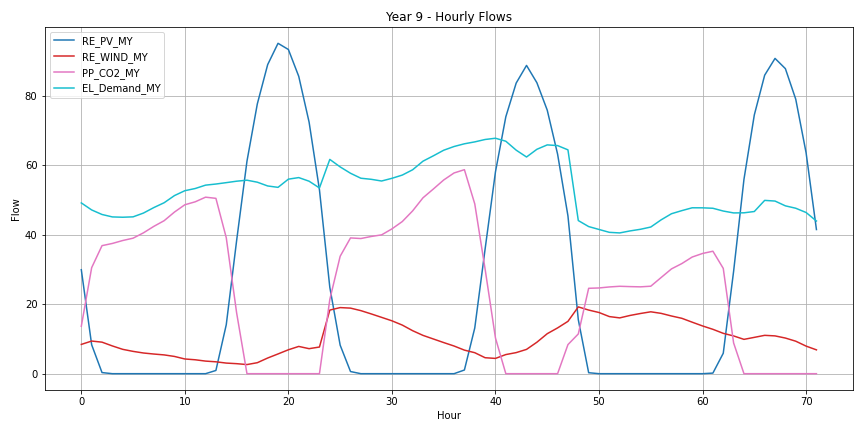 Year 9 - Hourly Flows
RE_PV_MY
RE_WIND_MY
PP_CO2_MY
EL_Demand_MY
80
60
40
20
0
Flow
0 10 20 30 40 50 60 70
Hour